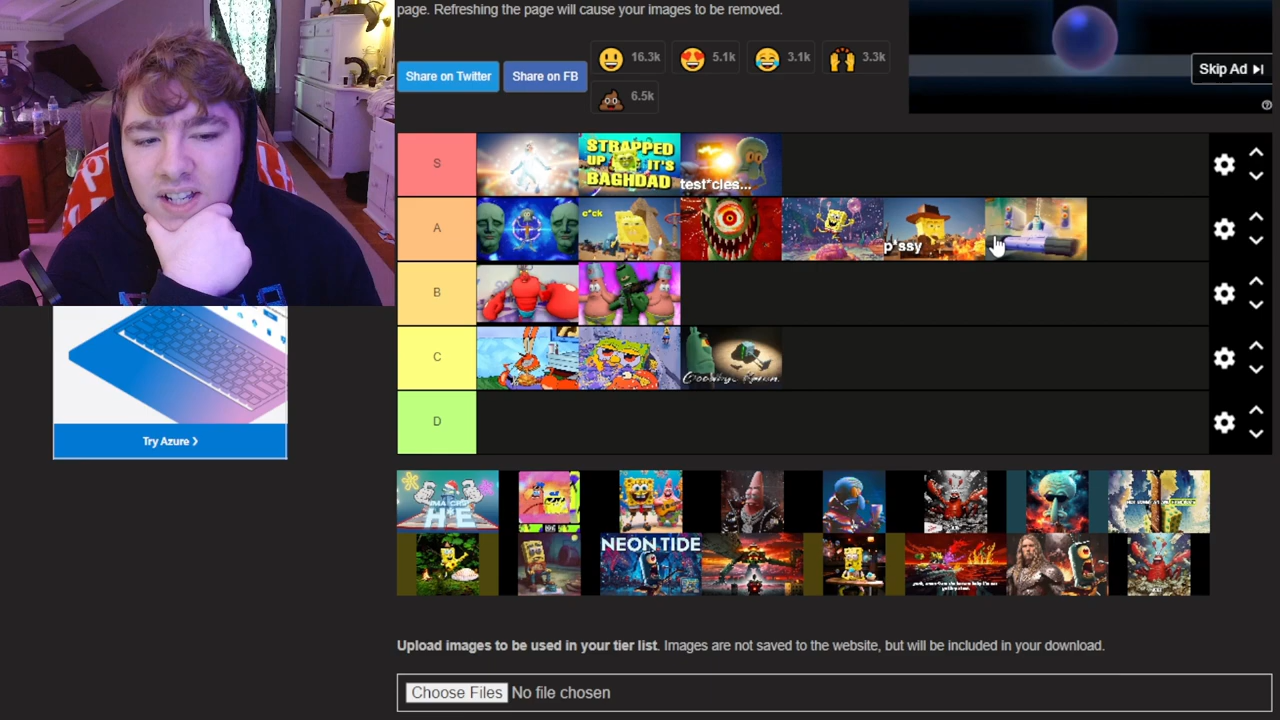 page. Refreshing the page will cause your images to be removed.
Share on Twitter
Share on FB
16.3k
5.1k
3.1k
3.3k
6.5k
Skip Ad
S
STRAPPED
UP IT'S
BAGHDAD
test*cles...
A
c*ck
p*ssy
B
C
Goodbye
D
Try Azure >
H*E
NEON TIDE
Upload images to be used in your tier list. Images are not saved to the website, but will be included in your download.
Choose Files No file chosen